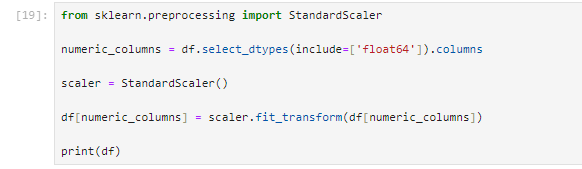 [19]: from sklearn.preprocessing import StandardScaler
numeric_columns = df.select_dtypes(include=['float64']).columns
scaler = StandardScaler()
df[numeric_columns] = scaler.fit_transform(df[numeric_columns])
print(df)